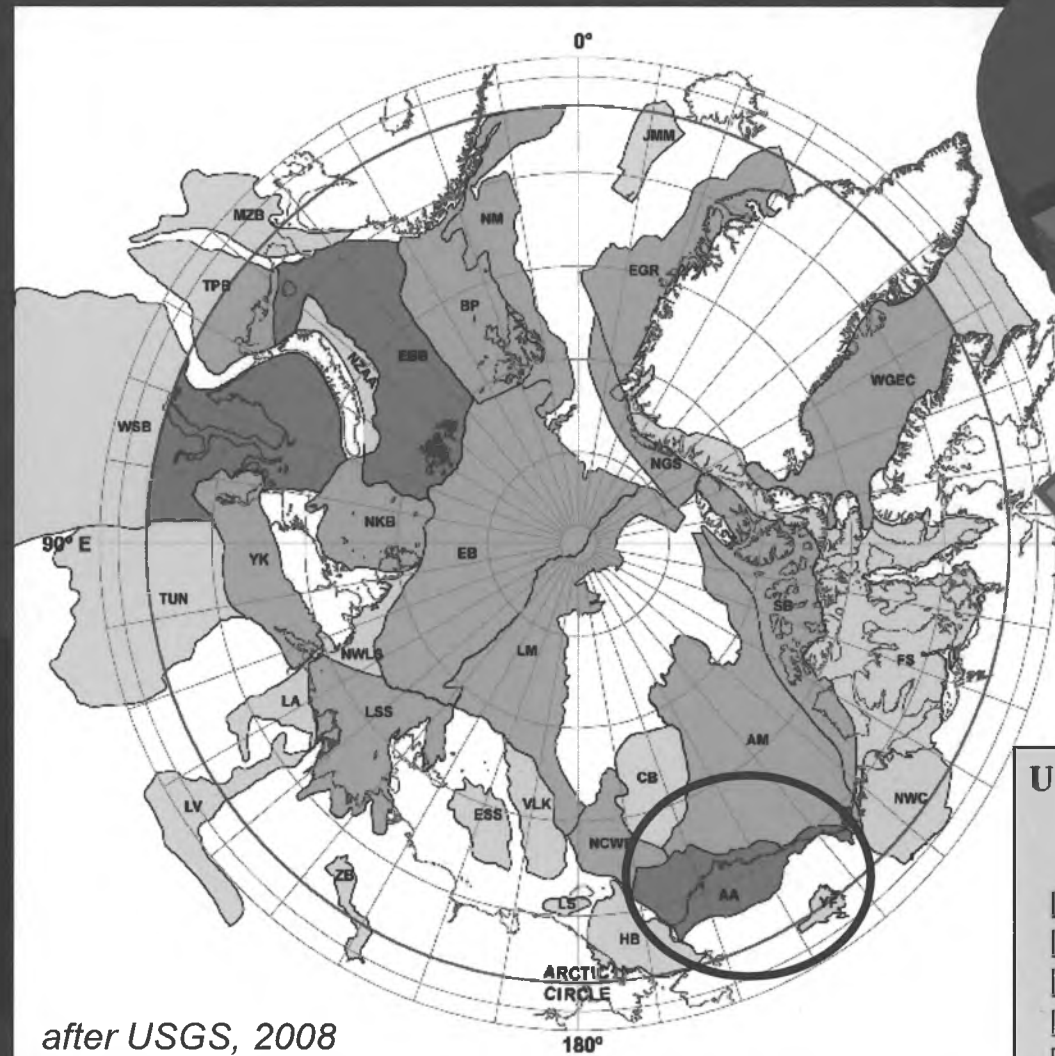 0°
JMM
MZB
NM
TPB
EGR
BP
EBB
NZAA
WGEC
WSB
NGS
NKB
90° E
EB
YK
TUN
SB
NWLS
LM
FS
LA
LSS
AM
CB
U
NWC
LV
ESS
VLK
NCWF
AA
ZB
YF
LS
HB
ARCTIC
CIRCLE
after USGS, 2008
180°